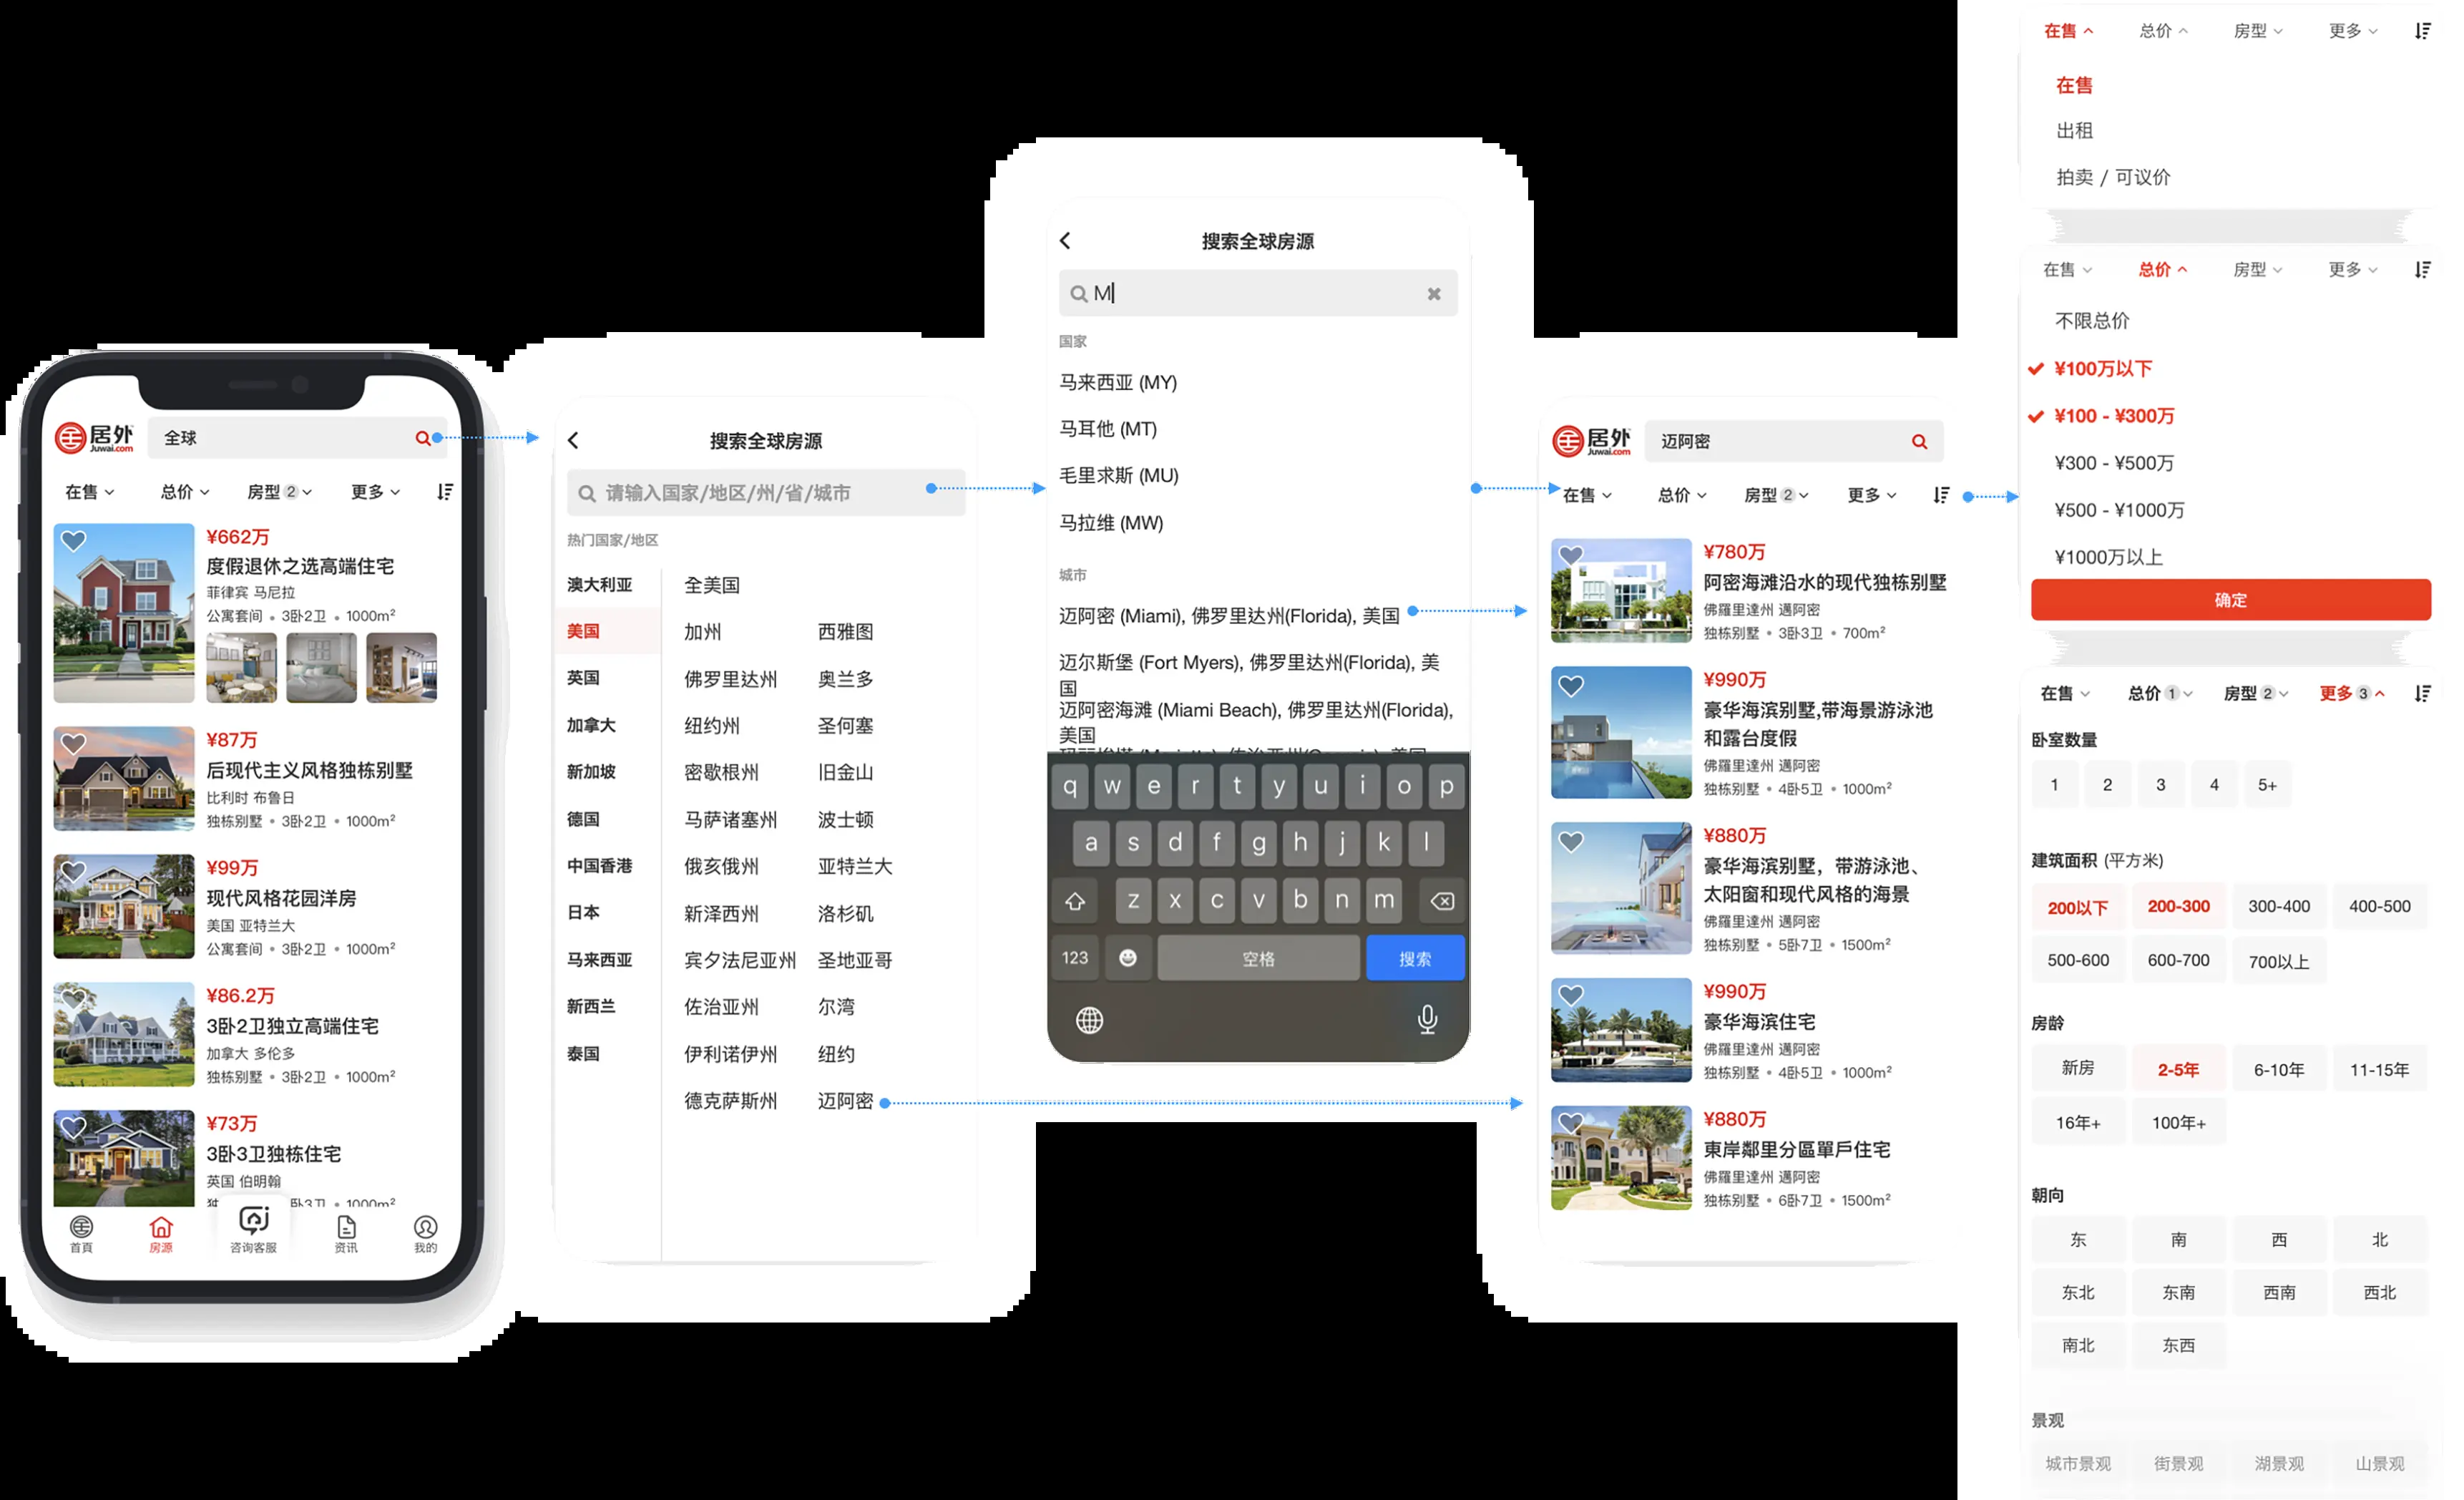 居外
Juwai.com
全球
在售
总价
房型 2
更多
¥662万
度假退休之选高端住宅
菲律宾 马尼拉
公寓套间 • 3卧2卫 • 1000m²
¥87万
后现代主义风格独栋别墅
比利时 布鲁日
独栋别墅 • 3卧2卫 • 1000m²
¥99万
现代风格花园洋房
美国 亚特兰大
公寓套间 • 3卧2卫 • 1000m²
¥86.2万
3卧2卫独立高端住宅
加拿大 多伦多
独栋别墅 • 3卧2卫 • 1000m²
¥73万
3卧3卫独栋住宅
英国 伯明翰
首頁
房源
咨询客服
资讯
我的
搜索全球房源
请输入国家/地区/州/省/城市
热门国家/地区
澳大利亚
美国
英国
加拿大
新加坡
德国
中国香港
日本
马来西亚
新西兰
泰国
全美国
加州 西雅图
佛罗里达州 奥兰多
纽约州 圣何塞
密歇根州 旧金山
马萨诸塞州 波士顿
俄亥俄州 亚特兰大
新泽西州 洛杉矶
宾夕法尼亚州 圣地亚哥
佐治亚州 尔湾
伊利诺伊州 纽约
德克萨斯州 迈阿密
搜索全球房源
M
国家
马来西亚 (MY)
马耳他 (MT)
毛里求斯 (MU)
马拉维 (MW)
城市
迈阿密 (Miami), 佛罗里达州(Florida), 美国
迈尔斯堡 (Fort Myers), 佛罗里达州(Florida), 美
国
迈阿密海滩 (Miami Beach), 佛罗里达州(Florida),
美国
q w e r t y u i o p
a s d f g h j k l
z x c v b n m
123 空格 搜索
居外
Juwai.com
迈阿密
在售
总价
房型 2
更多
¥780万
阿密海滩沿水的现代独栋别墅
佛羅里達州 邁阿密
独栋别墅 • 3卧3卫 • 700m²
¥990万
豪华海滨别墅,带海景游泳池
和露台度假
佛羅里達州 邁阿密
独栋别墅 • 4卧5卫 • 1000m²
¥880万
豪华海滨别墅，带游泳池、
太阳窗和现代风格的海景
佛羅里達州 邁阿密
独栋别墅 • 5卧7卫 • 1500m²
¥990万
豪华海滨住宅
佛羅里達州 邁阿密
独栋别墅 • 4卧5卫 • 1000m²
¥880万
東岸鄰里分區單戶住宅
佛羅里達州 邁阿密
独栋别墅 • 6卧7卫 • 1500m²
在售 总价 房型 更多
在售
出租
拍卖 / 可议价
在售 总价 房型 更多
不限总价
¥100万以下
¥100 - ¥300万
¥300 - ¥500万
¥500 - ¥1000万
¥1000万以上
确定
在售 总价 1 房型 2 更多 3
卧室数量
1 2 3 4 5+
建筑面积 (平方米)
200以下 200-300 300-400 400-500
500-600 600-700 700以上
房龄
新房 2-5年 6-10年 11-15年
16年+ 100年+
朝向
东 南 西 北
东北 东南 西南 西北
南北 东西
景观
城市景观 街景观 湖景观 山景观